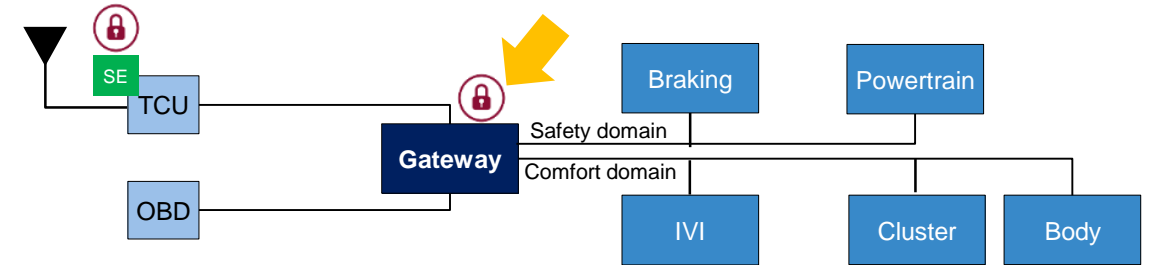 SE
TCU
Braking
Powertrain
Safety domain
Gateway
Comfort domain
OBD
IVI
Cluster
Body